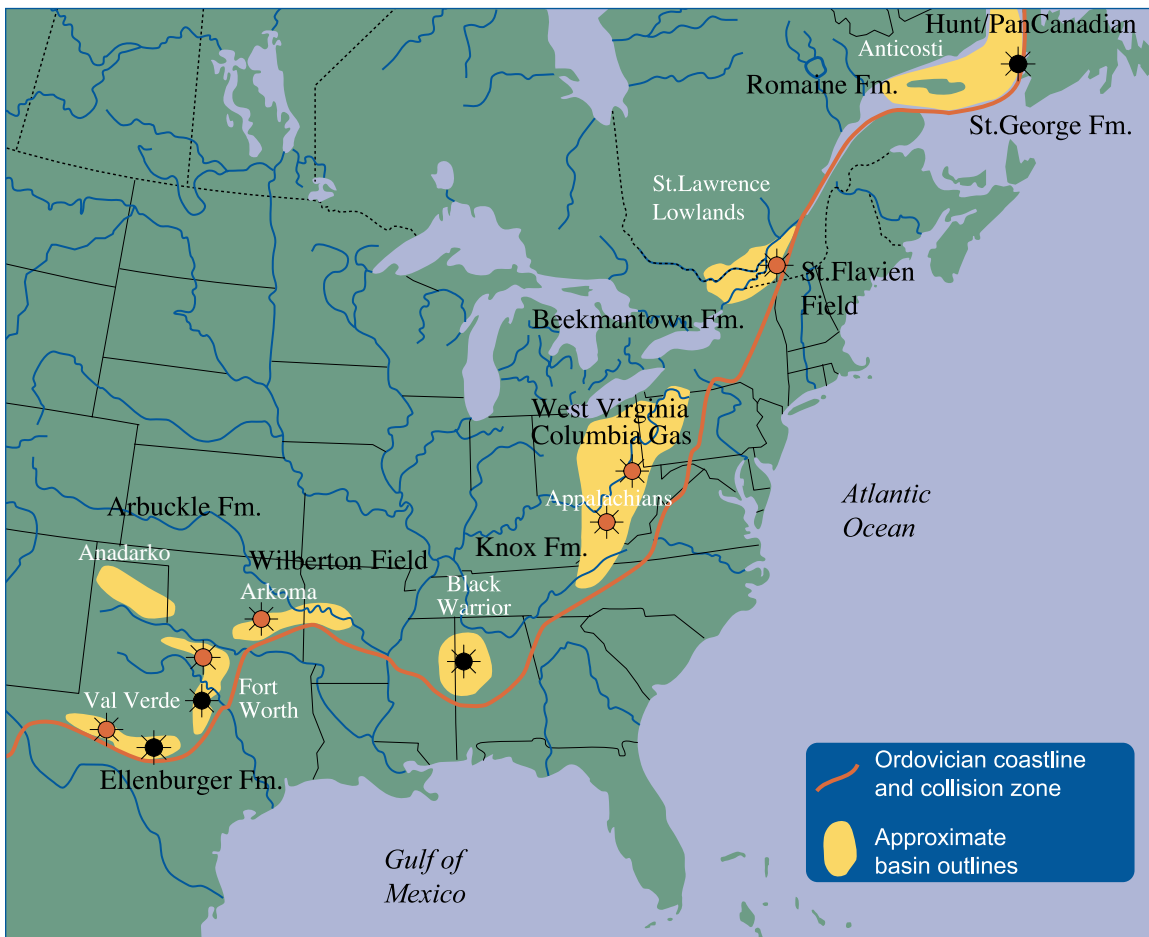 Hunt/PanCanadian
Anticosti
Romaine Fm.
St.George Fm.
St.Lawrence
Lowlands
St.Flavien
Field
Beekmantown Fm.
West Virginia
Columbia Gas
Appalachians
Atlantic
Ocean
Arbuckle Fm.
Knox Fm.
Anadarko
Wilberton Field
Arkoma
Black
Warrior
Val Verde
Fort
Worth
Ellenburger Fm.
Ordovician coastline
and collision zone
Approximate
basin outlines
Gulf of
Mexico